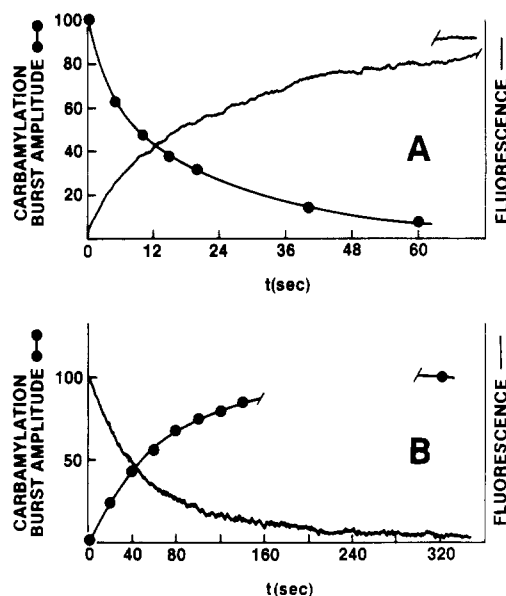 CARBAMYLATION
BURST AMPLITUDE
100
80
60
40
20
0
12
24
36
48
60
t(sec)
A
FLUORESCENCE
CARBAMYLATION
BURST AMPLITUDE
100
50
0
40
80
160
240
320
t(sec)
B
FLUORESCENCE